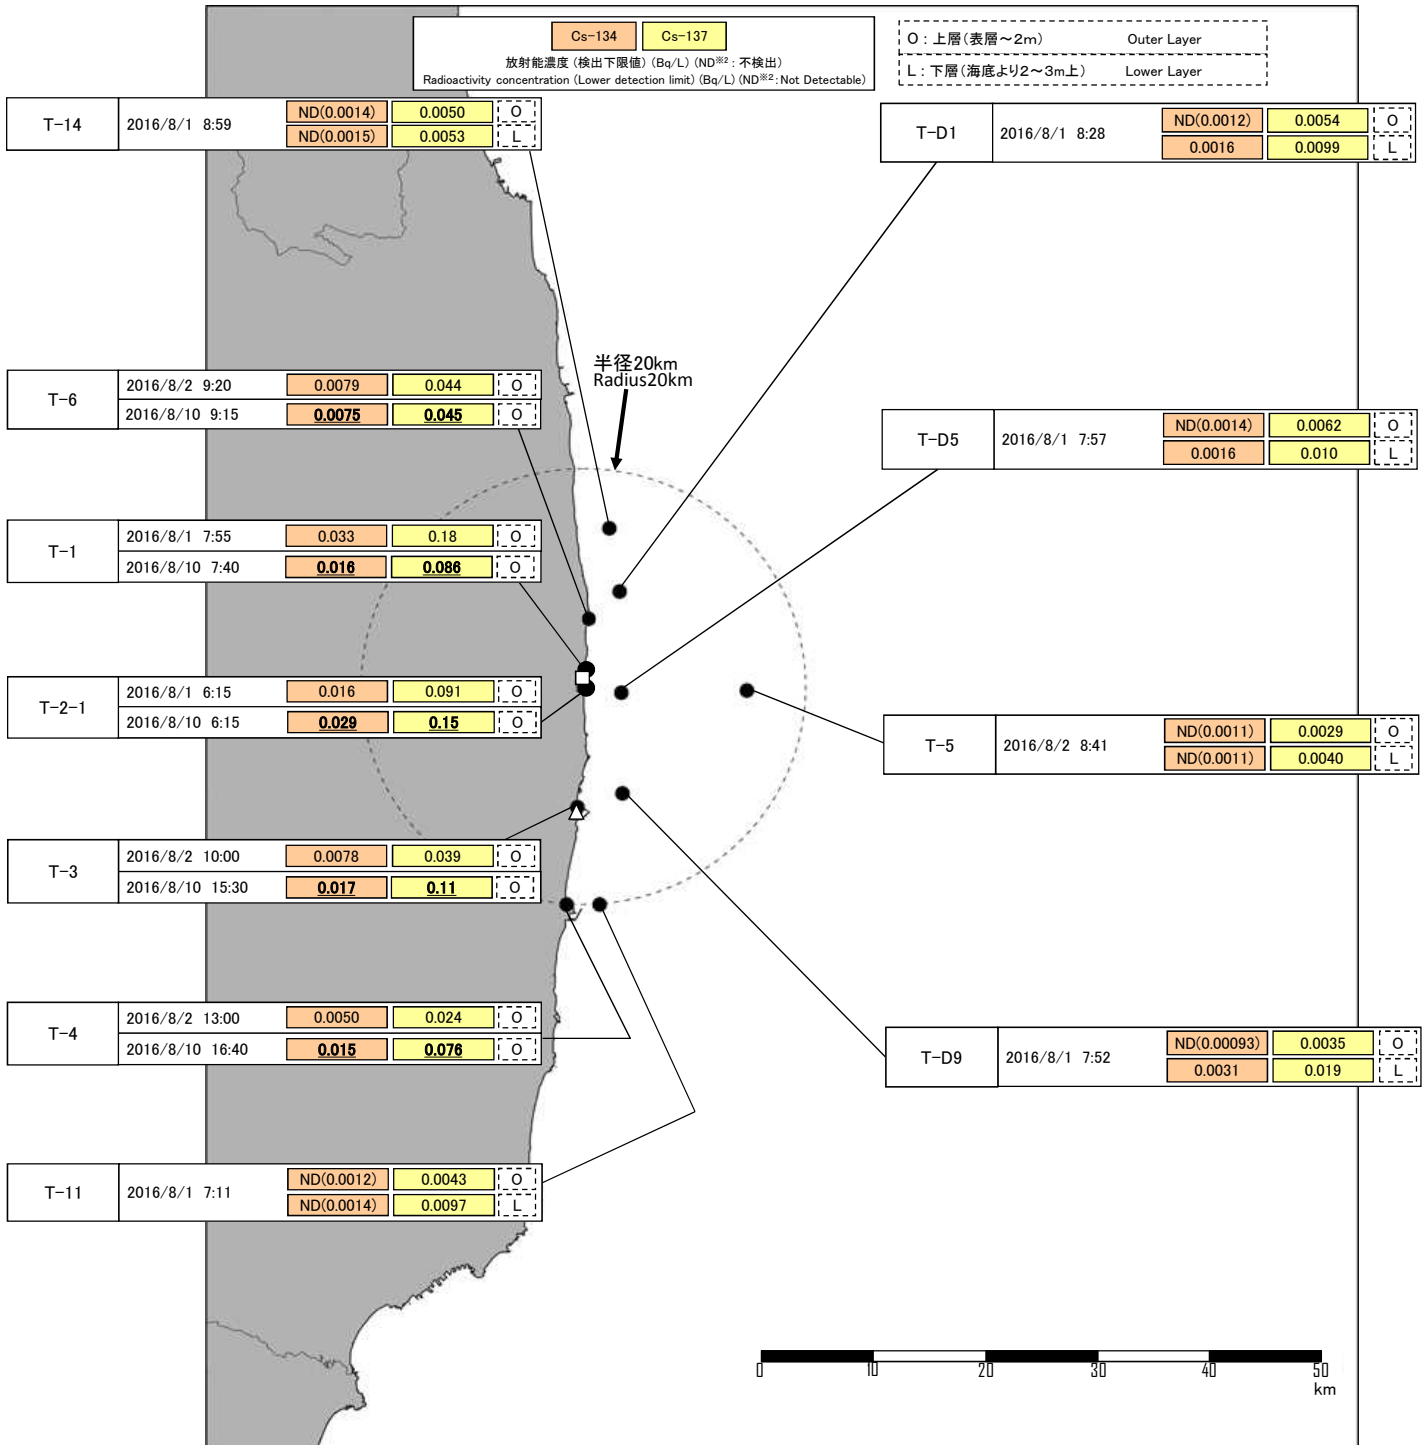 Cs-134 Cs-137
放射能濃度 (検出下限値) (Bq/L) (ND※2 : 不検出)
Radioactivity concentration (Lower detection limit) (Bq/L) (ND※2: Not Detectable)
O : 上層(表層～2m) Outer Layer
L : 下層(海底より2～3m上) Lower Layer
T-14 2016/8/1 8:59
ND(0.0014) 0.0050 O
ND(0.0015) 0.0053 L
T-D1 2016/8/1 8:28
ND(0.0012) 0.0054 O
0.0016 0.0099 L
半径20km
Radius20km
T-6
2016/8/2 9:20 0.0079 0.044 O
2016/8/10 9:15 0.0075 0.045 O
T-D5 2016/8/1 7:57
ND(0.0014) 0.0062 O
0.0016 0.010 L
T-1
2016/8/1 7:55 0.033 0.18 O
2016/8/10 7:40 0.016 0.086 O
T-2-1
2016/8/1 6:15 0.016 0.091 O
2016/8/10 6:15 0.029 0.15 O
T-5 2016/8/2 8:41
ND(0.0011) 0.0029 O
ND(0.0011) 0.0040 L
T-3
2016/8/2 10:00 0.0078 0.039 O
2016/8/10 15:30 0.017 0.11 O
T-4
2016/8/2 13:00 0.0050 0.024 O
2016/8/10 16:40 0.015 0.076 O
T-D9 2016/8/1 7:52
ND(0.00093) 0.0035 O
0.0031 0.019 L
T-11 2016/8/1 7:11
ND(0.0012) 0.0043 O
ND(0.0014) 0.0097 L
0 10 20 30 40 50
km